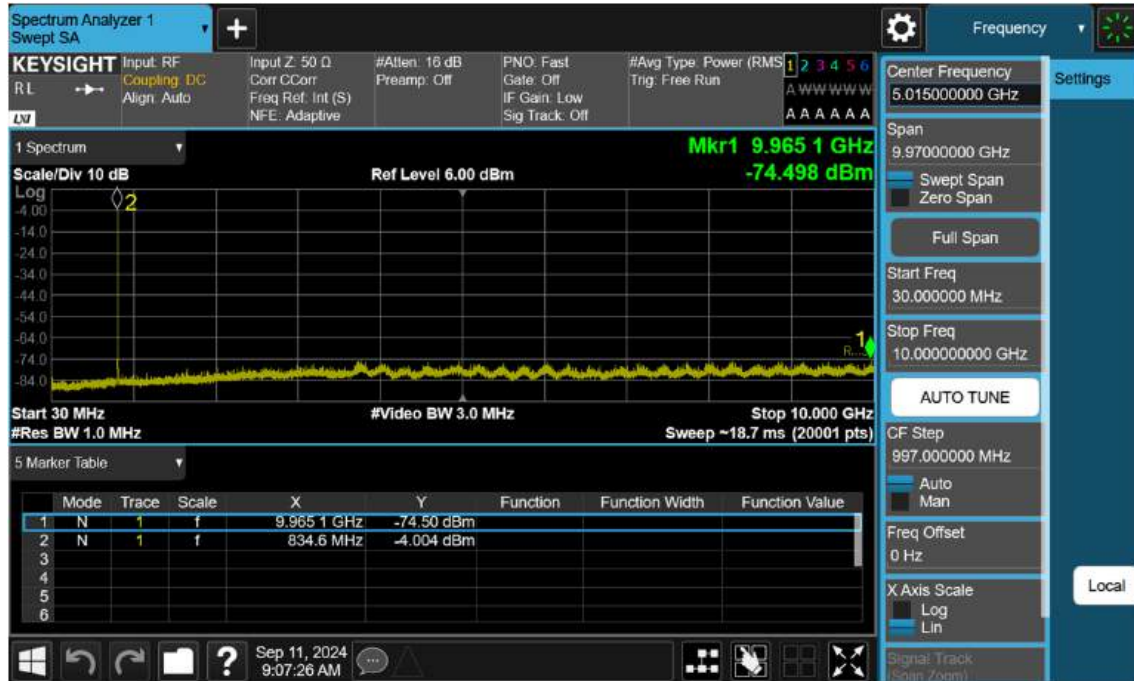 Spectrum Analyzer 1
Swept SA
Frequency
KEYSIGHT
RL
LXI
Input: RF
Coupling: DC
Align: Auto
Input Z: 50 Ω
Corr CCorr
Freq Ref: Int (S)
NFE: Adaptive
#Atten: 16 dB
Preamp: Off
PNO: Fast
Gate: Off
IF Gain: Low
Sig Track: Off
#Avg Type: Power (RMS
Trig: Free Run
1 2 3 4 5 6
A W W W W W
A A A A A A
Center Frequency
5.015000000 GHz
Settings
1 Spectrum
Mkr1 9.965 1 GHz
-74.498 dBm
Scale/Div 10 dB
Ref Level 6.00 dBm
Log
-4.00
-14.0
-24.0
-34.0
-44.0
-54.0
-64.0
-74.0
-84.0
2
1
Start 30 MHz
#Video BW 3.0 MHz
Stop 10.000 GHz
#Res BW 1.0 MHz
Sweep ~18.7 ms (20001 pts)
Span
9.97000000 GHz
Swept Span
Zero Span
Full Span
Start Freq
30.000000 MHz
Stop Freq
10.000000000 GHz
AUTO TUNE
CF Step
997.000000 MHz
Auto
Man
Freq Offset
0 Hz
X Axis Scale
Log
Lin
Signal Track
(Span Zoom)
Local
5 Marker Table
Mode Trace Scale X Y Function Function Width Function Value
1 N 1 f 9.965 1 GHz -74.50 dBm
2 N 1 f 834.6 MHz -4.004 dBm
3
4
5
6
?
Sep 11, 2024
9:07:26 AM